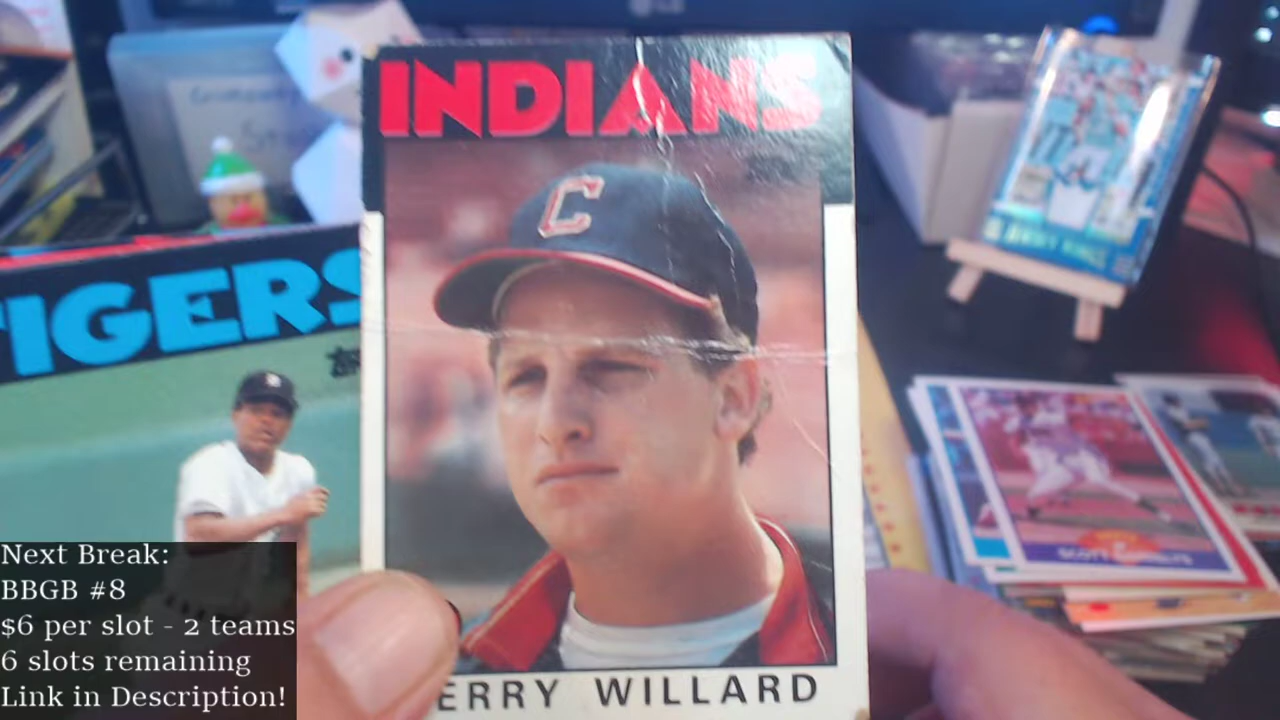 LG
INDIANS
C
TIGERS
ERRY WILLARD
Next Break:
BBGB #8
$6 per slot - 2 teams
6 slots remaining
Link in Description!